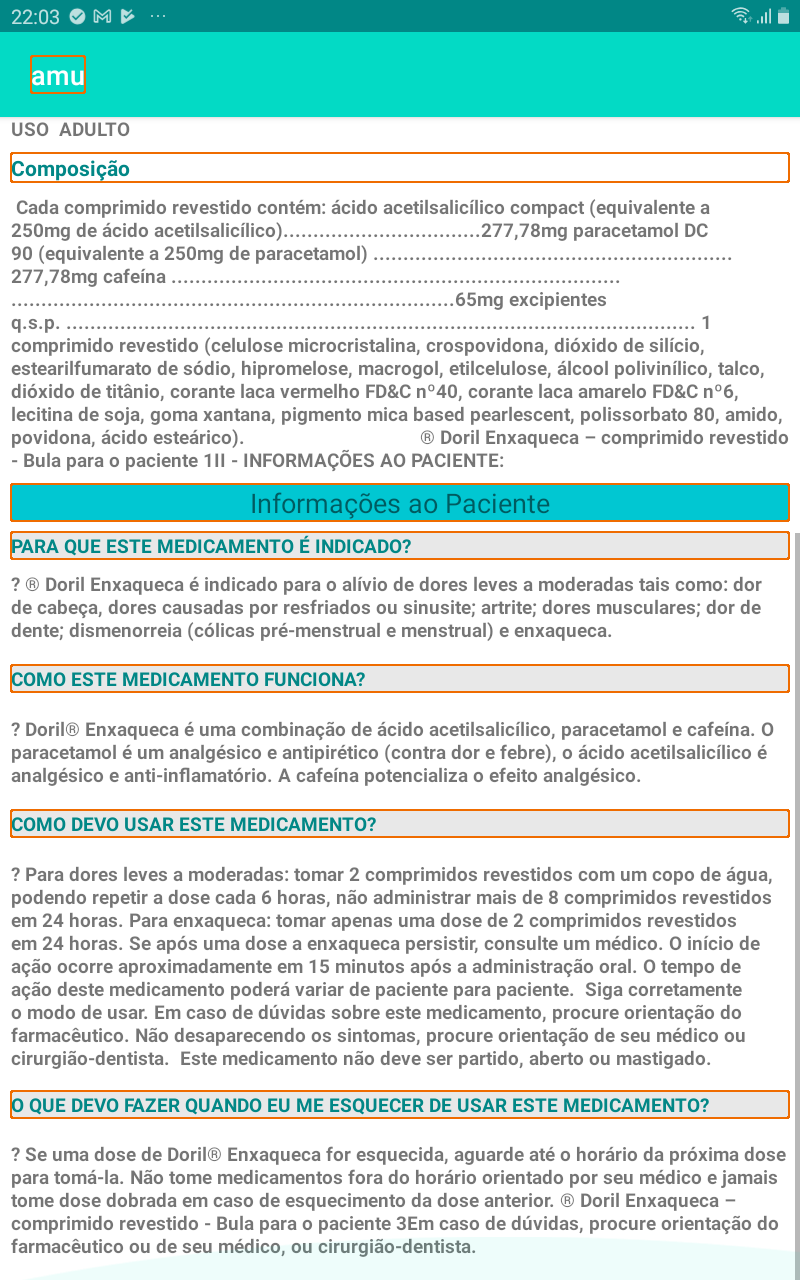 22:03
amu
USO  ADULTO
Composição
Cada comprimido revestido contém: ácido acetilsalicílico compact (equivalente a
250mg de ácido acetilsalicílico).................................277,78mg paracetamol DC
90 (equivalente a 250mg de paracetamol) ............................................................
277,78mg cafeína ...........................................................................
..........................................................................65mg excipientes
q.s.p. ......................................................................................................... 1
comprimido revestido (celulose microcristalina, crospovidona, dióxido de silício,
estearilfumarato de sódio, hipromelose, macrogol, etilcelulose, álcool polivinílico, talco,
dióxido de titânio, corante laca vermelho FD&C nº40, corante laca amarelo FD&C nº6,
lecitina de soja, goma xantana, pigmento mica based pearlescent, polissorbato 80, amido,
povidona, ácido esteárico). ® Doril Enxaqueca – comprimido revestido
- Bula para o paciente 1II - INFORMAÇÕES AO PACIENTE:
Informações ao Paciente
PARA QUE ESTE MEDICAMENTO É INDICADO?
? ® Doril Enxaqueca é indicado para o alívio de dores leves a moderadas tais como: dor
de cabeça, dores causadas por resfriados ou sinusite; artrite; dores musculares; dor de
dente; dismenorreia (cólicas pré-menstrual e menstrual) e enxaqueca.
COMO ESTE MEDICAMENTO FUNCIONA?
? Doril® Enxaqueca é uma combinação de ácido acetilsalicílico, paracetamol e cafeína. O
paracetamol é um analgésico e antipirético (contra dor e febre), o ácido acetilsalicílico é
analgésico e anti-inflamatório. A cafeína potencializa o efeito analgésico.
COMO DEVO USAR ESTE MEDICAMENTO?
? Para dores leves a moderadas: tomar 2 comprimidos revestidos com um copo de água,
podendo repetir a dose cada 6 horas, não administrar mais de 8 comprimidos revestidos
em 24 horas. Para enxaqueca: tomar apenas uma dose de 2 comprimidos revestidos
em 24 horas. Se após uma dose a enxaqueca persistir, consulte um médico. O início de
ação ocorre aproximadamente em 15 minutos após a administração oral. O tempo de
ação deste medicamento poderá variar de paciente para paciente.  Siga corretamente
o modo de usar. Em caso de dúvidas sobre este medicamento, procure orientação do
farmacêutico. Não desaparecendo os sintomas, procure orientação de seu médico ou
cirurgião-dentista.  Este medicamento não deve ser partido, aberto ou mastigado.
O QUE DEVO FAZER QUANDO EU ME ESQUECER DE USAR ESTE MEDICAMENTO?
? Se uma dose de Doril® Enxaqueca for esquecida, aguarde até o horário da próxima dose
para tomá-la. Não tome medicamentos fora do horário orientado por seu médico e jamais
tome dose dobrada em caso de esquecimento da dose anterior. ® Doril Enxaqueca –
comprimido revestido - Bula para o paciente 3Em caso de dúvidas, procure orientação do
farmacêutico ou de seu médico, ou cirurgião-dentista.